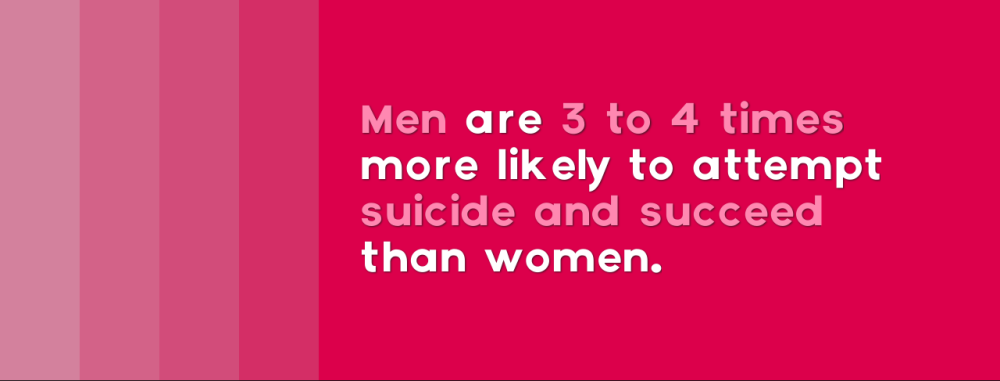 Men are 3 to 4 times
more likely to attempt
suicide and succeed
than women.